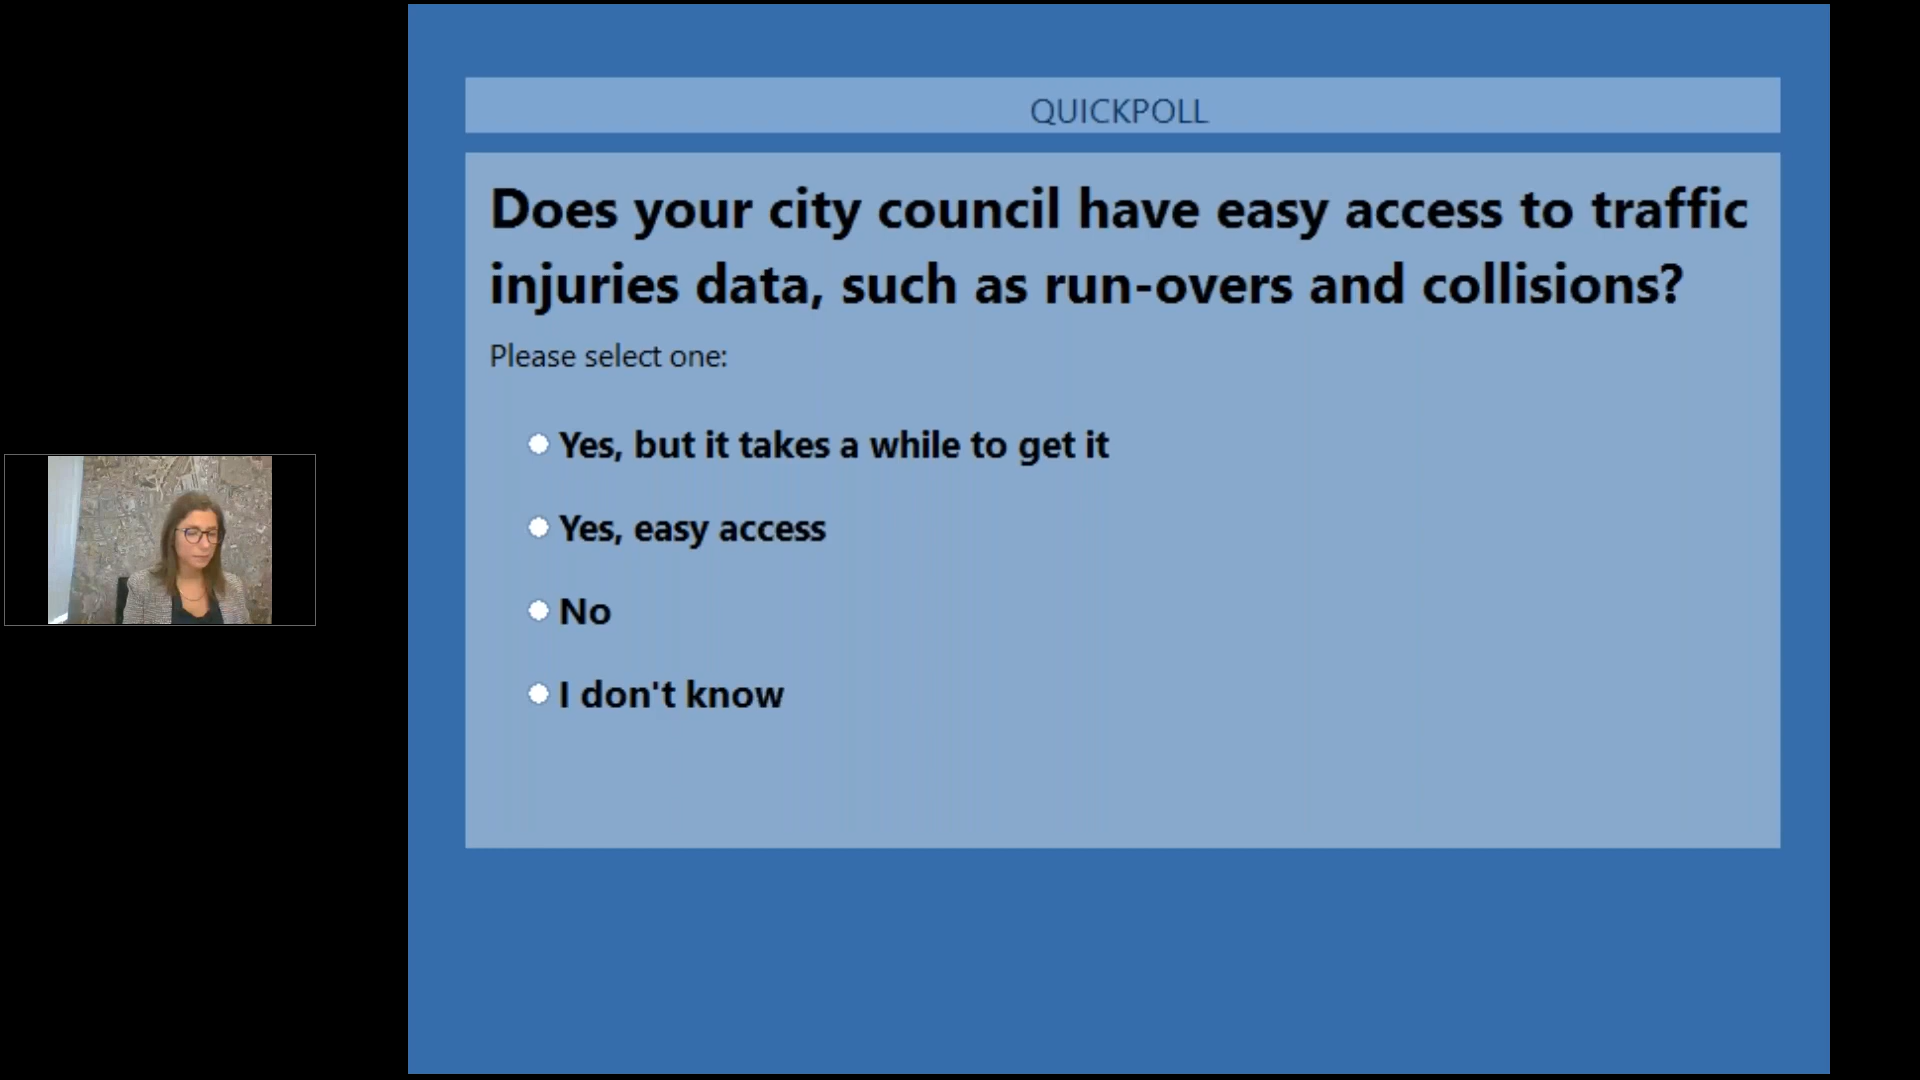 QUICKPOLL
Does your city council have easy access to traffic
injuries data, such as run-overs and collisions?
Please select one:
Yes, but it takes a while to get it
Yes, easy access
No
I don't know